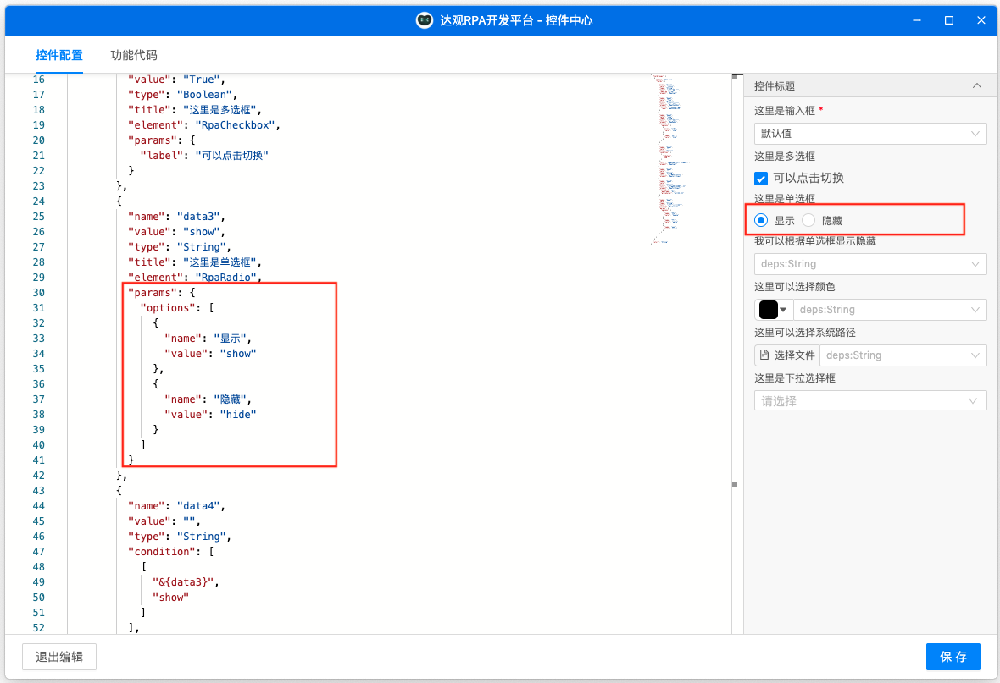 达观RPA开发平台 - 控件中心
控件配置 功能代码
16 "value": "True",
17 "type": "Boolean",
18 "title": "这里是多选框",
19 "element": "RpaCheckbox",
20 "params": {
21 "label": "可以点击切换"
22 }
23 },
24 {
25 "name": "data3",
26 "value": "show",
27 "type": "String",
28 "title": "这里是单选框",
29 "element": "RpaRadio",
30 "params": {
31 "options": [
32 {
33 "name": "显示",
34 "value": "show"
35 },
36 {
37 "name": "隐藏",
38 "value": "hide"
39 }
40 ]
41 }
42 },
43 {
44 "name": "data4",
45 "value": "",
46 "type": "String",
47 "condition": [
48 [
49 "&{data3}",
50 "show"
51 ]
52 ],
控件标题
这里是输入框 *
默认值
这里是多选框
可以点击切换
这里是单选框
显示 隐藏
我可以根据单选框显示隐藏
deps:String
这里可以选择颜色
deps:String
这里可以选择系统路径
选择文件 deps:String
这里是下拉选择框
请选择
退出编辑 保 存